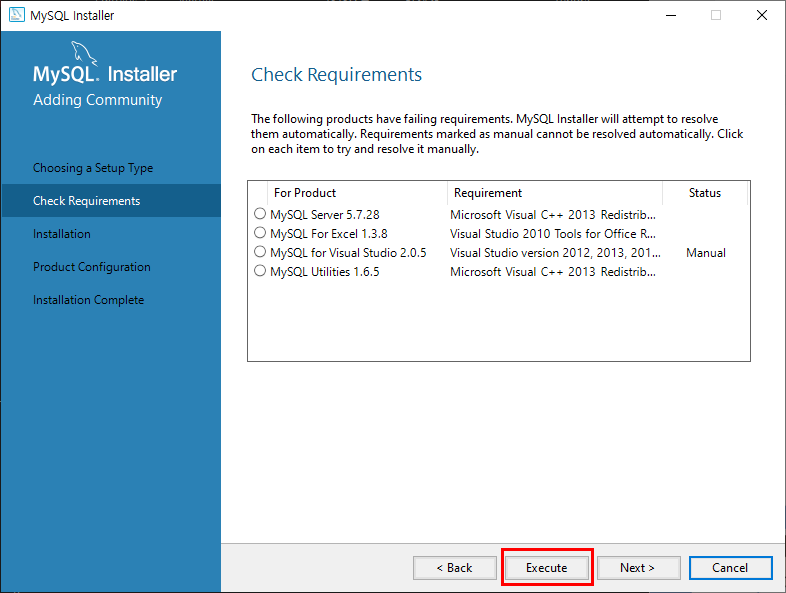 MySQL Installer
MySQL. Installer
Adding Community
Choosing a Setup Type
Check Requirements
Installation
Product Configuration
Installation Complete
Check Requirements
The following products have failing requirements. MySQL Installer will attempt to resolve
them automatically. Requirements marked as manual cannot be resolved automatically. Click
on each item to try and resolve it manually.
For Product Requirement Status
MySQL Server 5.7.28 Microsoft Visual C++ 2013 Redistrib...
MySQL For Excel 1.3.8 Visual Studio 2010 Tools for Office R...
MySQL for Visual Studio 2.0.5 Visual Studio version 2012, 2013, 201... Manual
MySQL Utilities 1.6.5 Microsoft Visual C++ 2013 Redistrib...
< Back Execute Next > Cancel